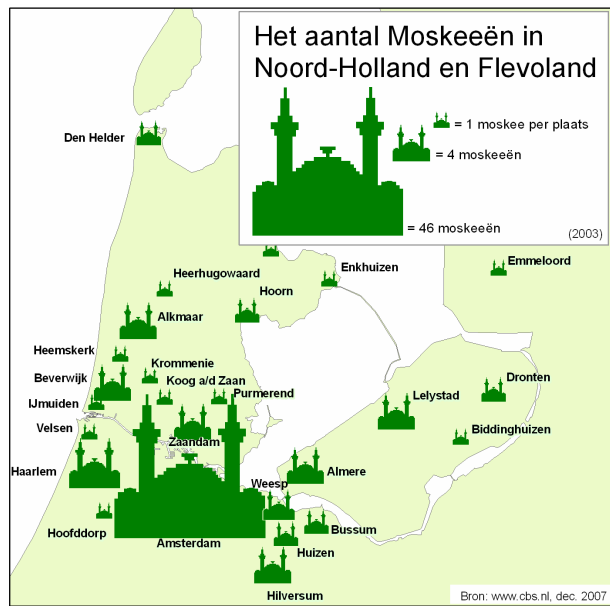 Het aantal Moskeeën in
Noord-Holland en Flevoland
= 1 moskee per plaats
= 4 moskeeën
= 46 moskeeën
(2003)
Den Helder
Emmeloord
Enkhuizen
Heerhugowaard
Hoorn
Alkmaar
Heemskerk
Krommenie
Beverwijk
Koog a/d Zaan
Purmerend
Dronten
Lelystad
IJmuiden
Velsen
Zaandam
Biddinghuizen
Haarlem
Almere
Weesp
Hoofddorp
Bussum
Amsterdam
Huizen
Hilversum
Bron: www.cbs.nl, dec. 2007